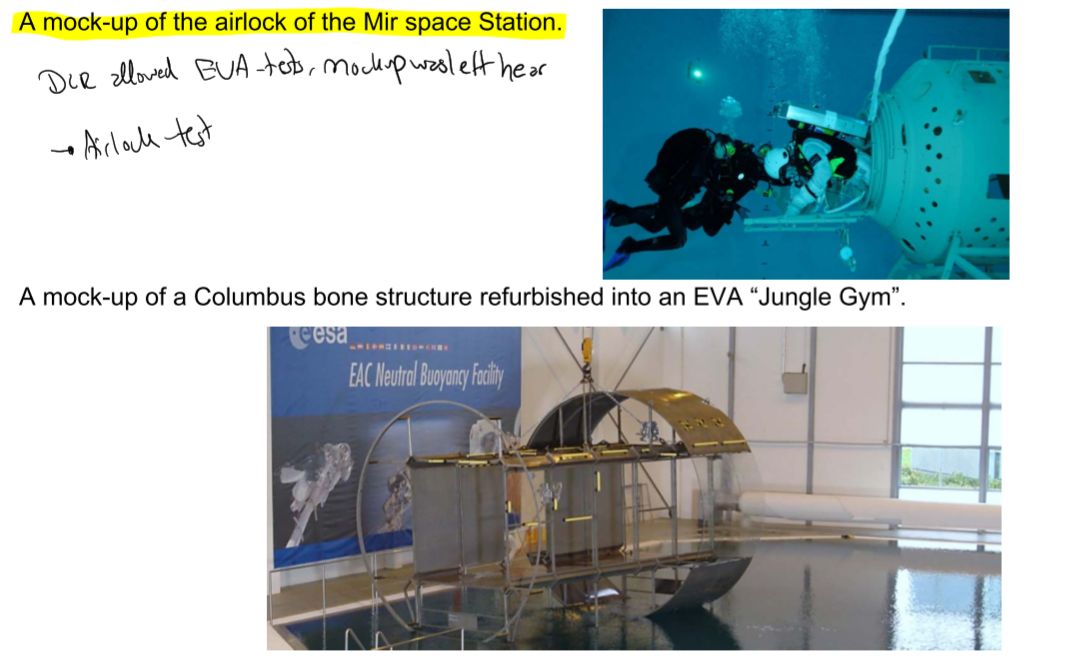 A mock-up of the airlock of the Mir space Station.
DLR allowed EVA-tests, mockup was left hear
→ Airlock test
A mock-up of a Columbus bone structure refurbished into an EVA “Jungle Gym”.
esa
EAC Neutral Buoyancy Facility